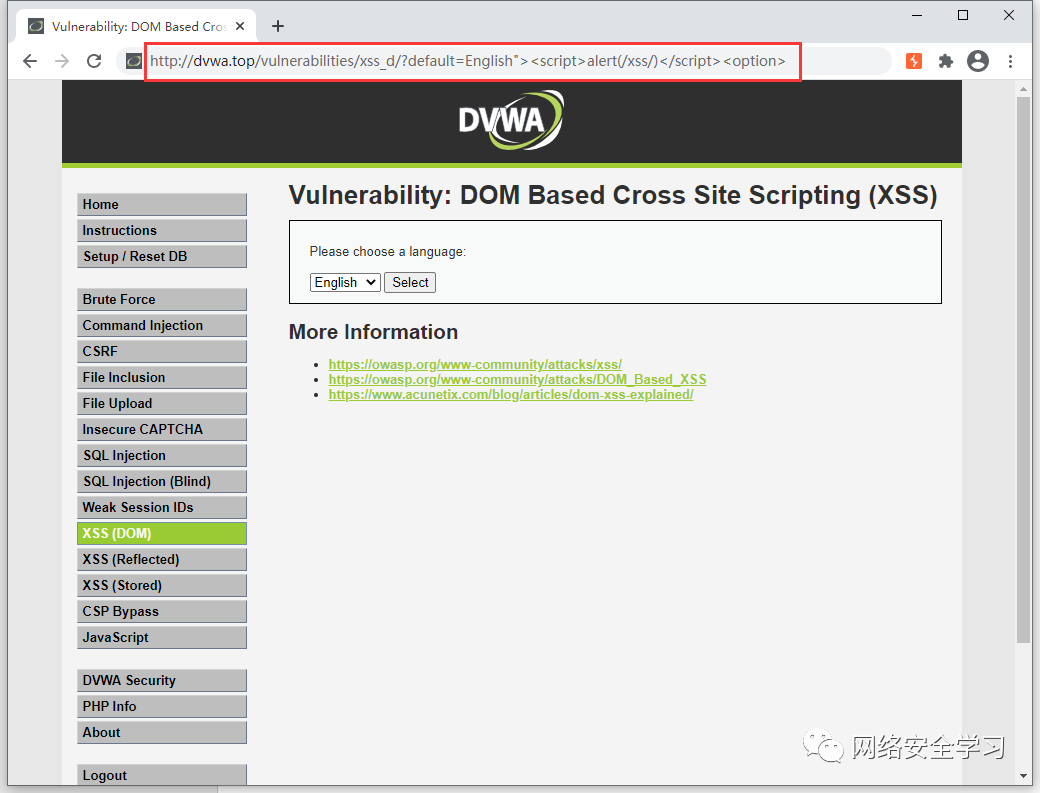 Vulnerability: DOM Based Cros
http://dvwa.top/vulnerabilities/xss_d/?default=English"><script>alert(/xss/)</script><option>
DVWA
Vulnerability: DOM Based Cross Site Scripting (XSS)
Home
Instructions
Setup / Reset DB
Brute Force
Command Injection
CSRF
File Inclusion
File Upload
Insecure CAPTCHA
SQL Injection
SQL Injection (Blind)
Weak Session IDs
XSS (DOM)
XSS (Reflected)
XSS (Stored)
CSP Bypass
JavaScript
DVWA Security
PHP Info
About
Logout
Please choose a language:
English Select
More Information
https://owasp.org/www-community/attacks/xss/
https://owasp.org/www-community/attacks/DOM_Based_XSS
https://www.acunetix.com/blog/articles/dom-xss-explained/
网络安全学习